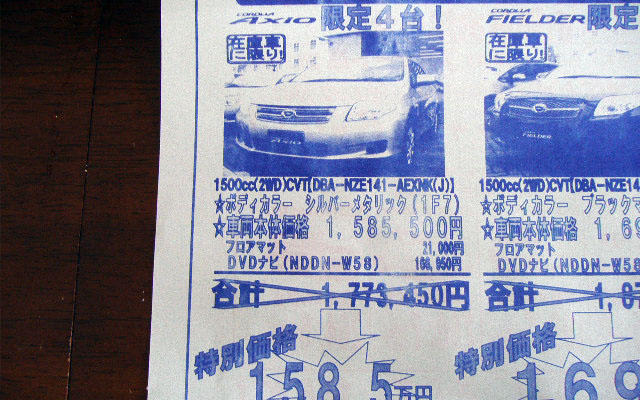 COROLLA
AXIO 限定4台！
在庫車
に限り！
AXIO
1500cc(2WD)CVT[DBA-NZE141-AEXNK(J)]
☆ボディカラー シルバーメタリック(1F7)
☆車両本体価格 1,585,500円
フロアマット 21,000円
DVDナビ(NDDN-W58) 166,950円
合計 1,773,450円
特別価格
158.5万円
COROLLA
FIELDER 限定
在庫車
に限り！
FIELDER
1500cc(2WD)CVT[DBA-N
☆ボディカラー ブラックマ
☆車両本体価格 1,69
フロアマット
DVDナビ(NDDN-W58
合計 1,87
特別価格
169